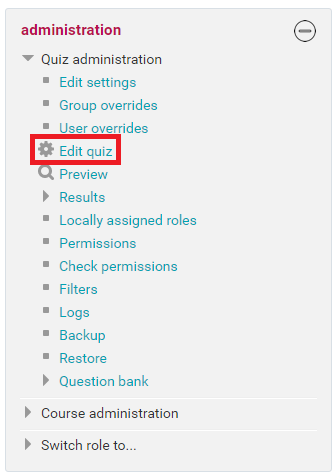 administration
Quiz administration
Edit settings
Group overrides
User overrides
Edit quiz
Preview
Results
Locally assigned roles
Permissions
Check permissions
Filters
Logs
Backup
Restore
Question bank
Course administration
Switch role to...